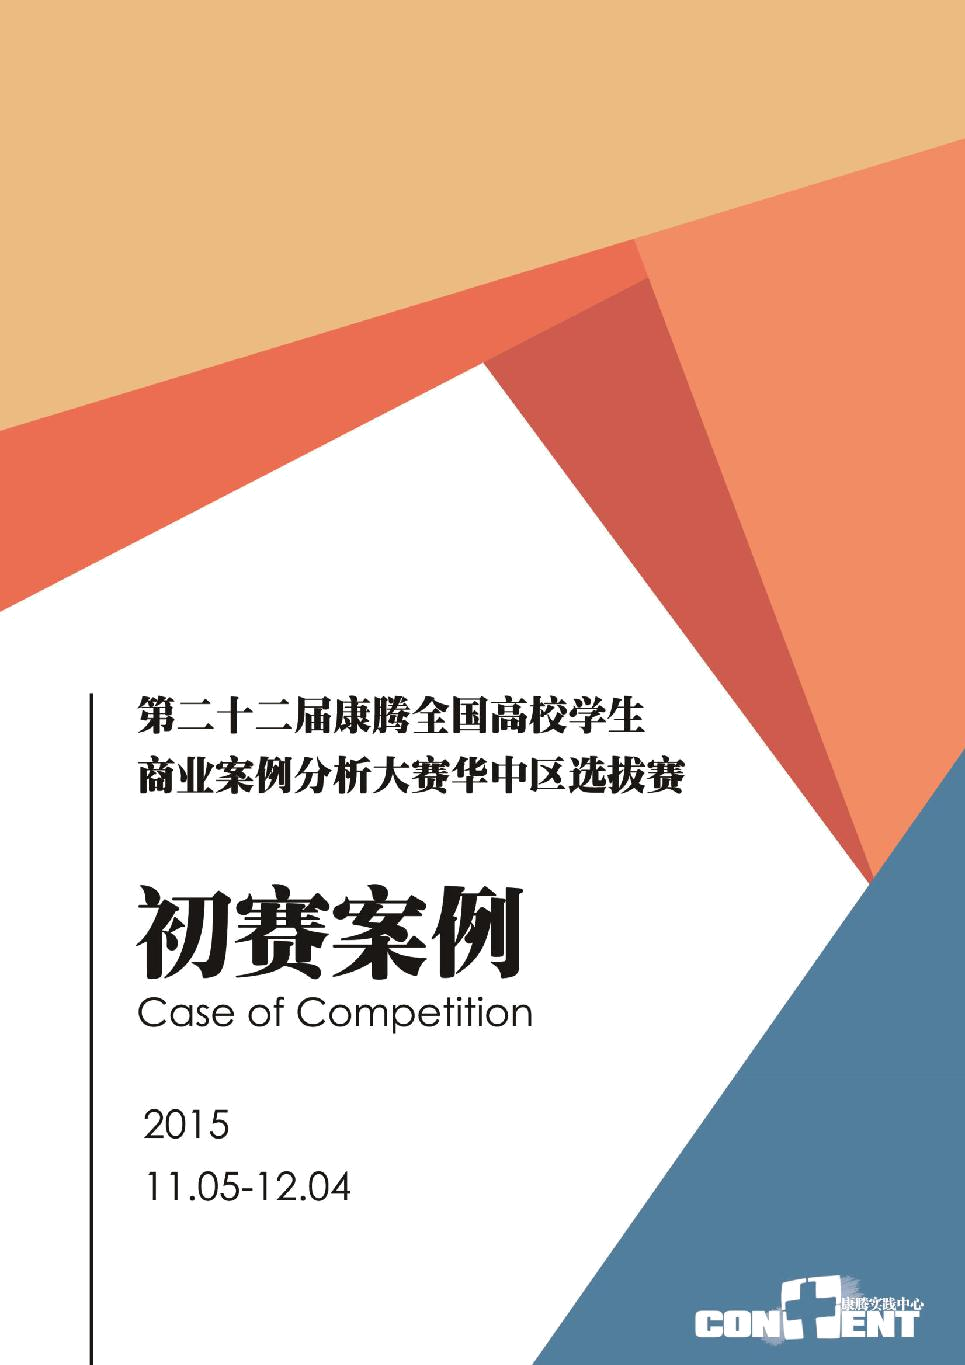 第二十二届康腾全国高校学生
商业案例分析大赛华中区选拔赛
初赛案例
Case of Competition
2015
11.05-12.04
康腾实践中心
CONTENT